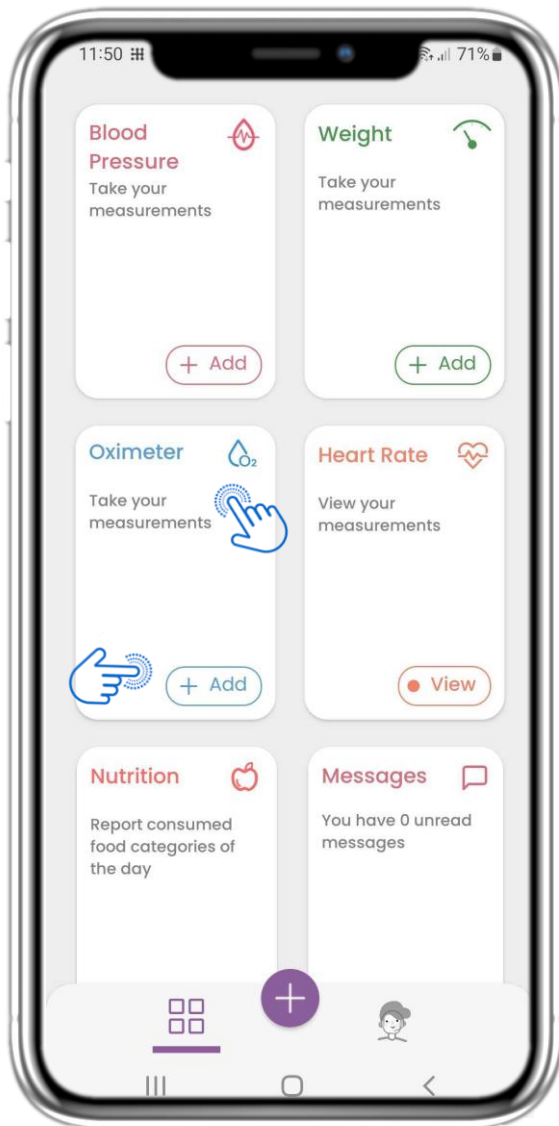 11:50
71%
Blood
Pressure
Take your
measurements
+ Add
Weight
Take your
measurements
+ Add
Oximeter
O2
Take your
measurements
+ Add
Heart Rate
View your
measurements
View
Nutrition
Report consumed
food categories of
the day
Messages
You have 0 unread
messages
+